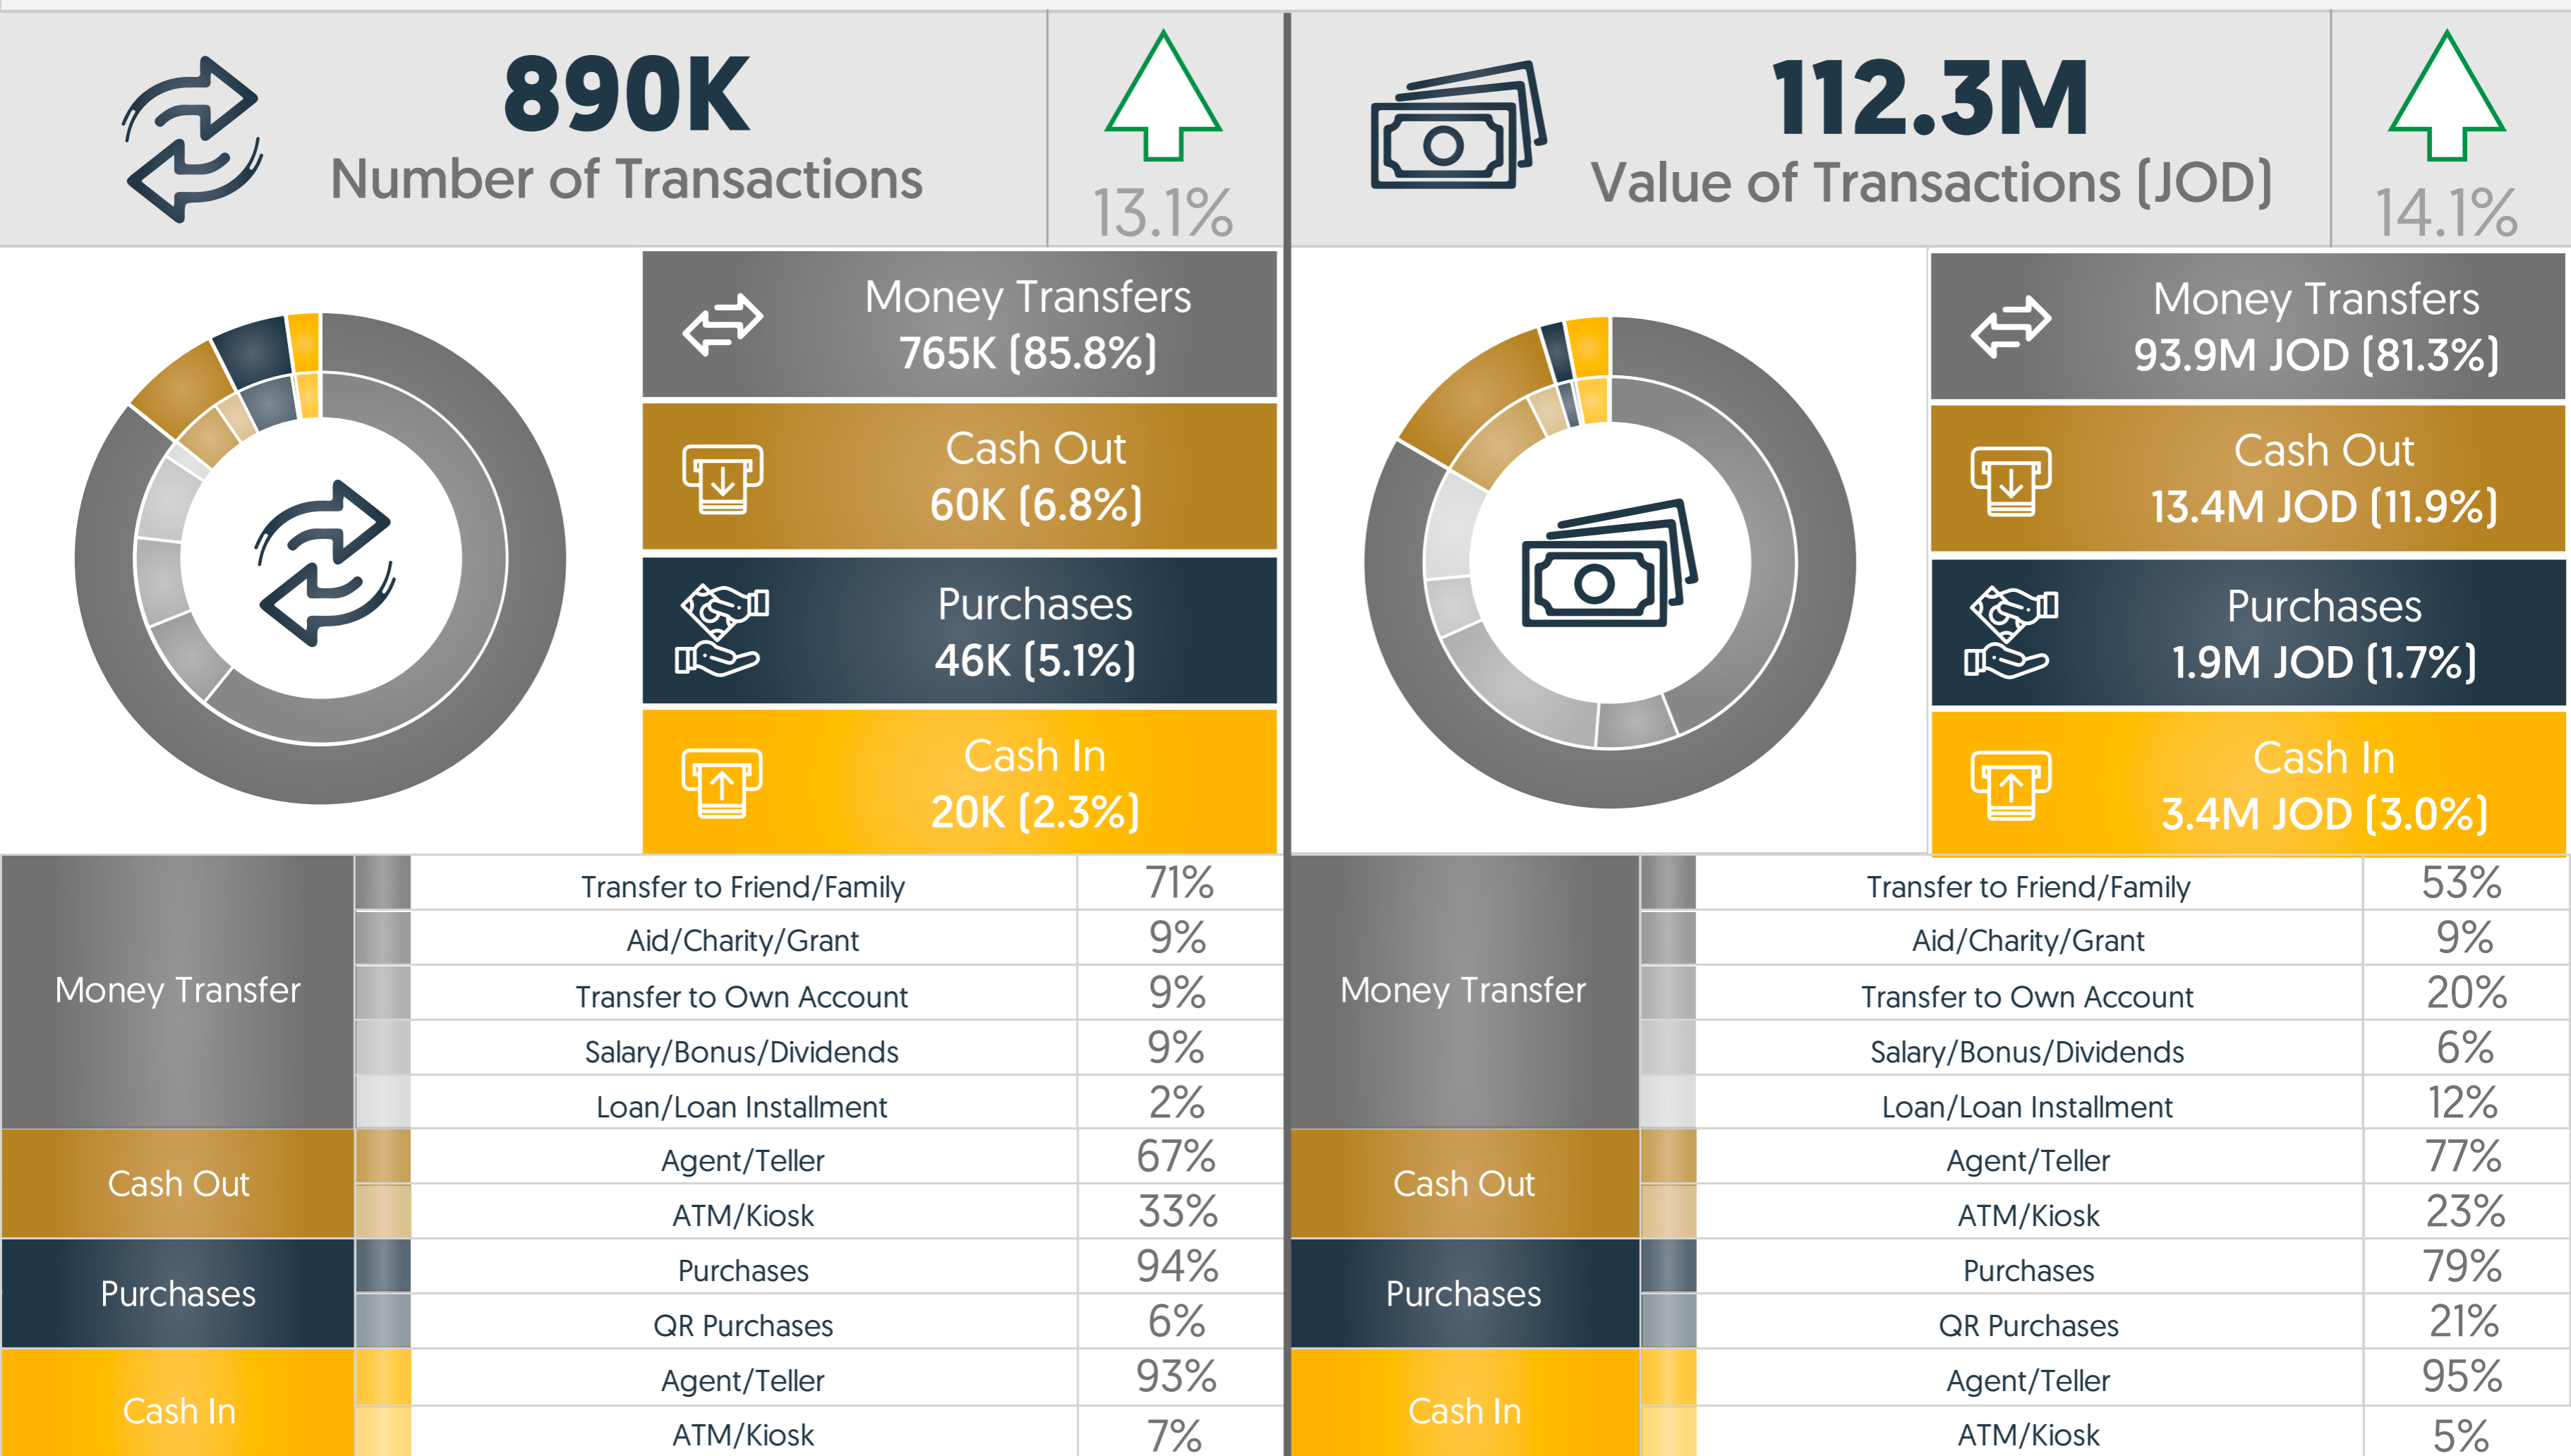 890K
Number of Transactions
13.1%
Money Transfers
765K (85.8%)
Cash Out
60K (6.8%)
Purchases
46K (5.1%)
Cash In
20K (2.3%)
Money Transfer
Transfer to Friend/Family 71%
Aid/Charity/Grant 9%
Transfer to Own Account 9%
Salary/Bonus/Dividends 9%
Loan/Loan Installment 2%
Cash Out
Agent/Teller 67%
ATM/Kiosk 33%
Purchases
Purchases 94%
QR Purchases 6%
Cash In
Agent/Teller 93%
ATM/Kiosk 7%
112.3M
Value of Transactions (JOD)
14.1%
Money Transfers
93.9M JOD (81.3%)
Cash Out
13.4M JOD (11.9%)
Purchases
1.9M JOD (1.7%)
Cash In
3.4M JOD (3.0%)
Money Transfer
Transfer to Friend/Family 53%
Aid/Charity/Grant 9%
Transfer to Own Account 20%
Salary/Bonus/Dividends 6%
Loan/Loan Installment 12%
Cash Out
Agent/Teller 77%
ATM/Kiosk 23%
Purchases
Purchases 79%
QR Purchases 21%
Cash In
Agent/Teller 95%
ATM/Kiosk 5%